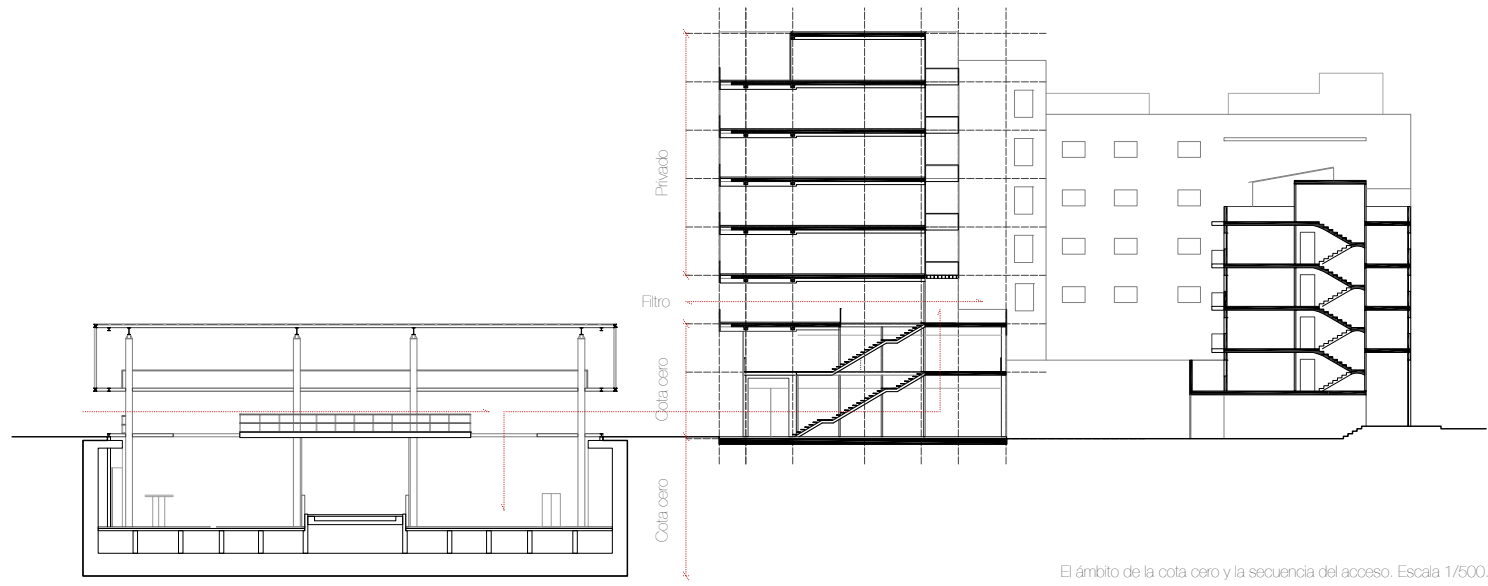 Privado
Filtro
Cota cero
Cota cero
El ámbito de la cota cero y la secuencia del acceso. Escala 1/500.